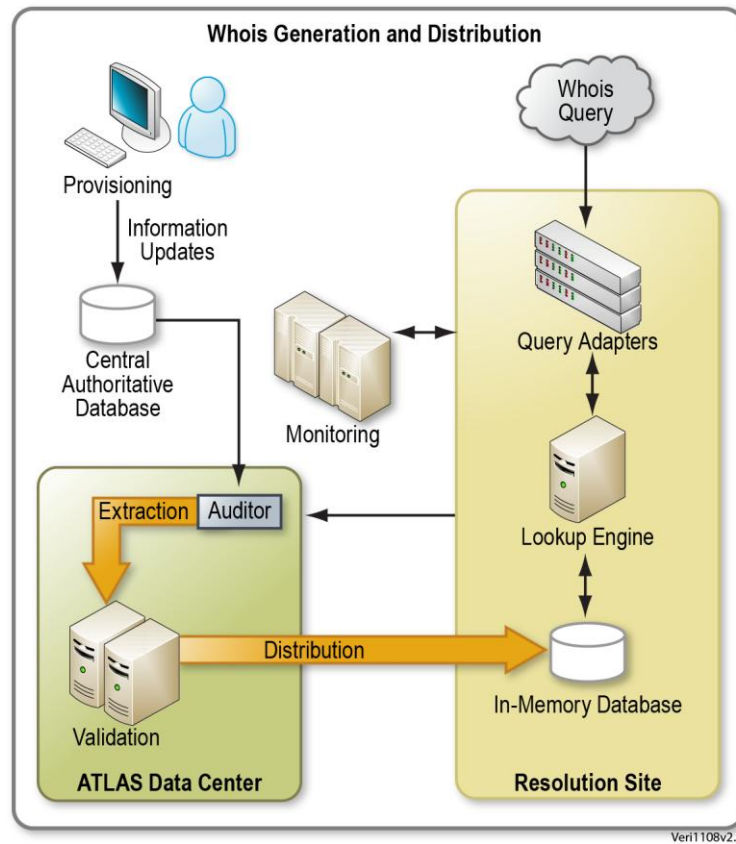 Whois Generation and Distribution
Whois
Query
Provisioning
Information
Updates
Central
Authoritative
Database
Monitoring
Query Adapters
Extraction
Auditor
Lookup Engine
Distribution
Validation
In-Memory Database
ATLAS Data Center
Resolution Site
Veri1108v2.